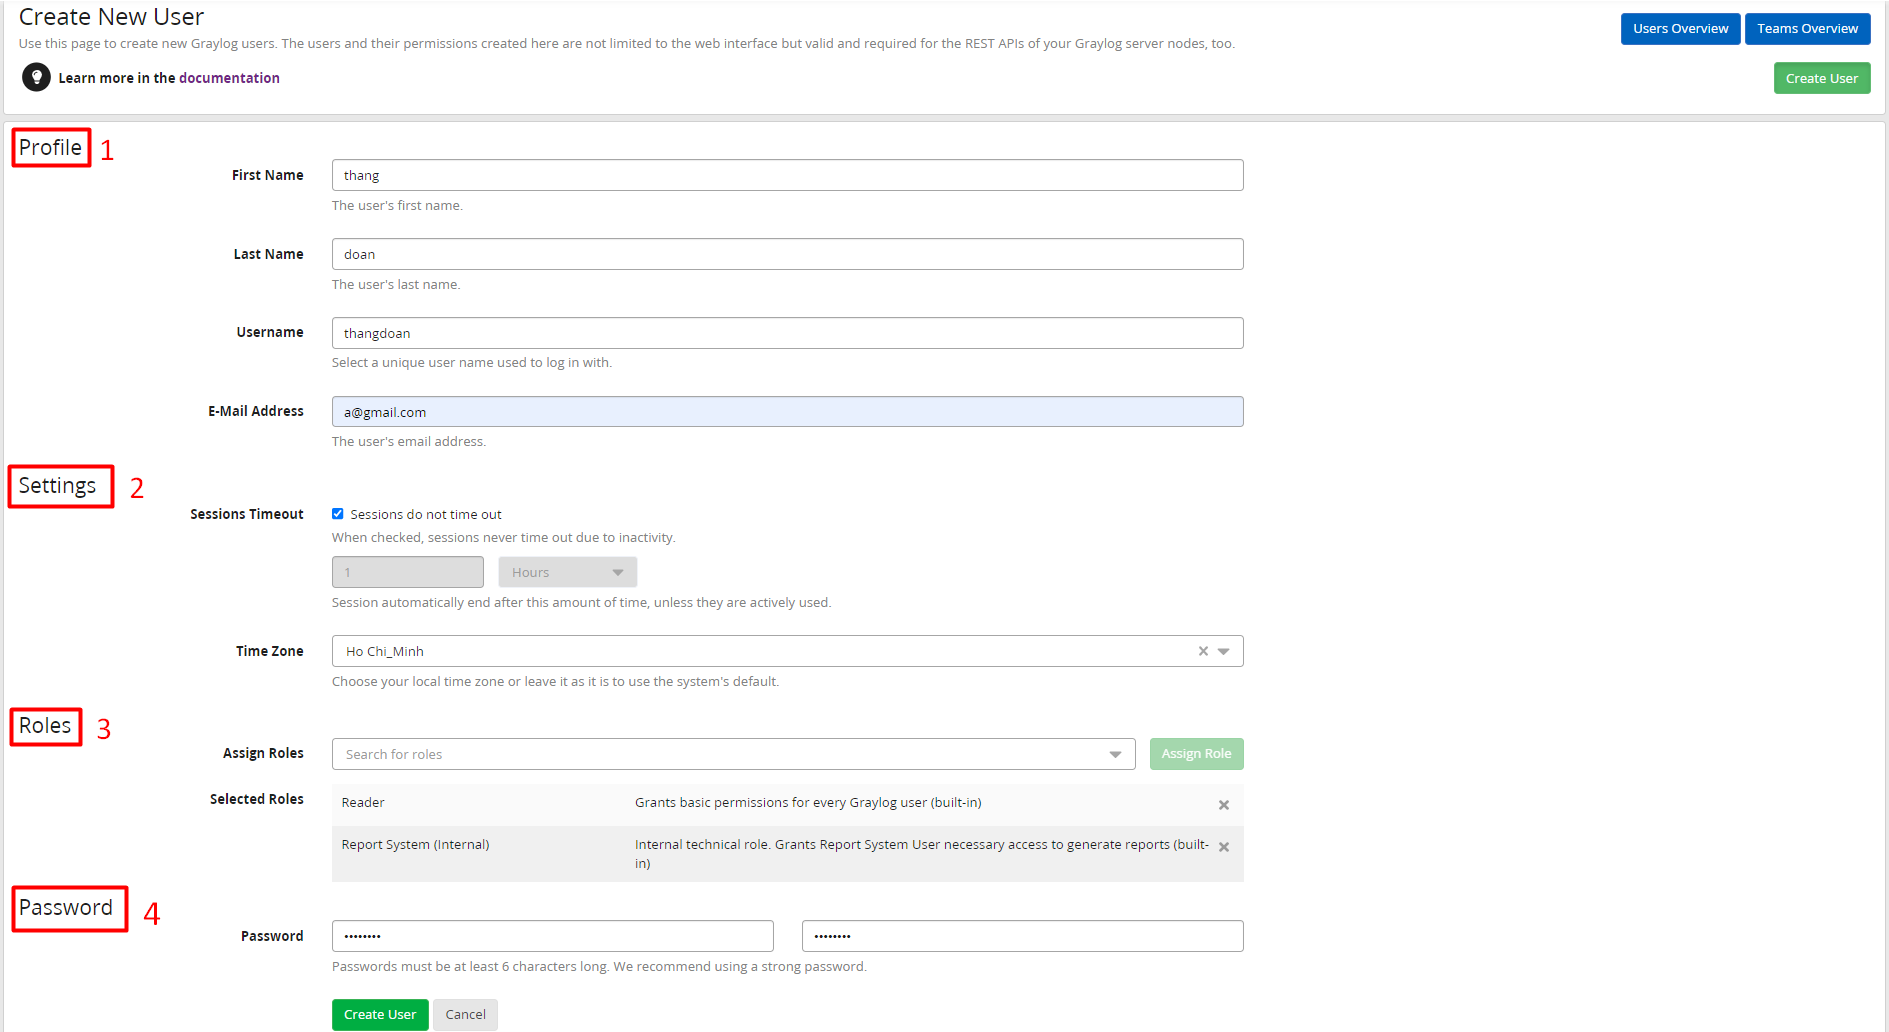 Create New User
Users Overview
Teams Overview
Use this page to create new Graylog users. The users and their permissions created here are not limited to the web interface but valid and required for the REST APIs of your Graylog server nodes, too.
Learn more in the documentation
Create User
Profile 1
First Name
thang
The user's first name.
Last Name
doan
The user's last name.
Username
thangdoan
Select a unique user name used to log in with.
E-Mail Address
a@gmail.com
The user's email address.
Settings 2
Sessions Timeout
Sessions do not time out
When checked, sessions never time out due to inactivity.
1
Hours
Session automatically end after this amount of time, unless they are actively used.
Time Zone
Ho Chi_Minh
Choose your local time zone or leave it as it is to use the system's default.
Roles 3
Assign Roles
Search for roles
Assign Role
Selected Roles
Reader
Grants basic permissions for every Graylog user (built-in)
Report System (Internal)
Internal technical role. Grants Report System User necessary access to generate reports (built-
in)
Password 4
Password
••••••••
••••••••
Passwords must be at least 6 characters long. We recommend using a strong password.
Create User
Cancel